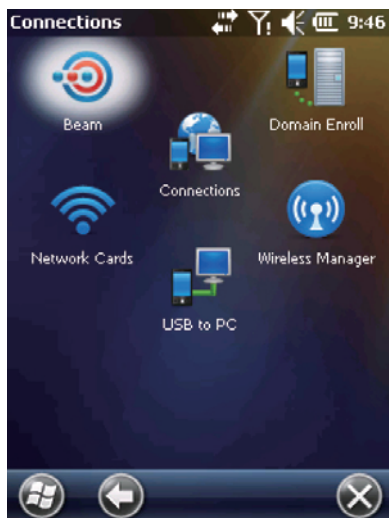 Connections 9:46
Beam
Domain Enroll
Connections
Network Cards
Wireless Manager
USB to PC